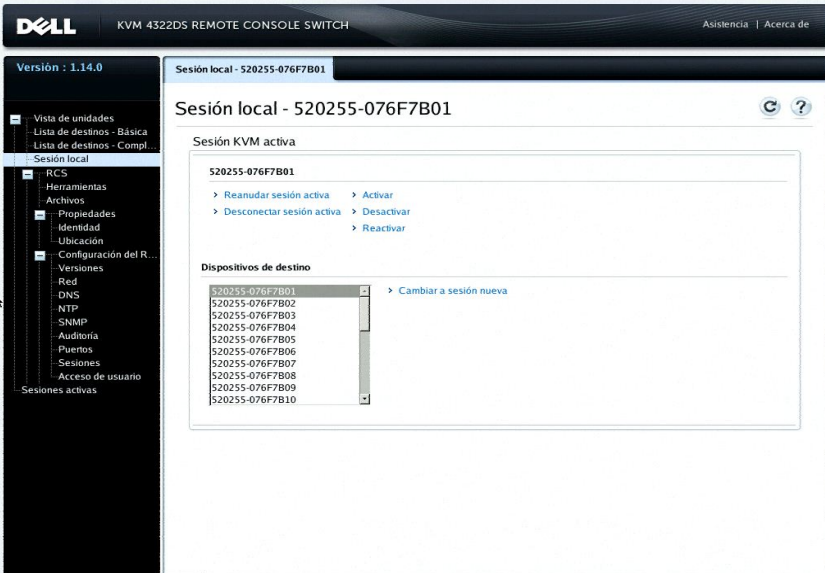 DELL
KVM 4322DS REMOTE CONSOLE SWITCH
Asistencia | Acerca de
Versión : 1.14.0
Vista de unidades
Lista de destinos - Básica
Lista de destinos - Compl...
Sesión local
RCS
Herramientas
Archivos
Propiedades
Identidad
Ubicación
Configuración del R...
Versiones
Red
DNS
NTP
SNMP
Auditoría
Puertos
Sesiones
Acceso de usuario
Sesiones activas
Sesión local - 520255-076F7B01
Sesión local - 520255-076F7B01
Sesión KVM activa
520255-076F7B01
Reanudar sesión activa
Activar
Desconectar sesión activa
Desactivar
Reactivar
Dispositivos de destino
520255-076F7B01
520255-076F7B02
520255-076F7B03
520255-076F7B04
520255-076F7B05
520255-076F7B06
520255-076F7B07
520255-076F7B08
520255-076F7B09
520255-076F7B10
Cambiar a sesión nueva